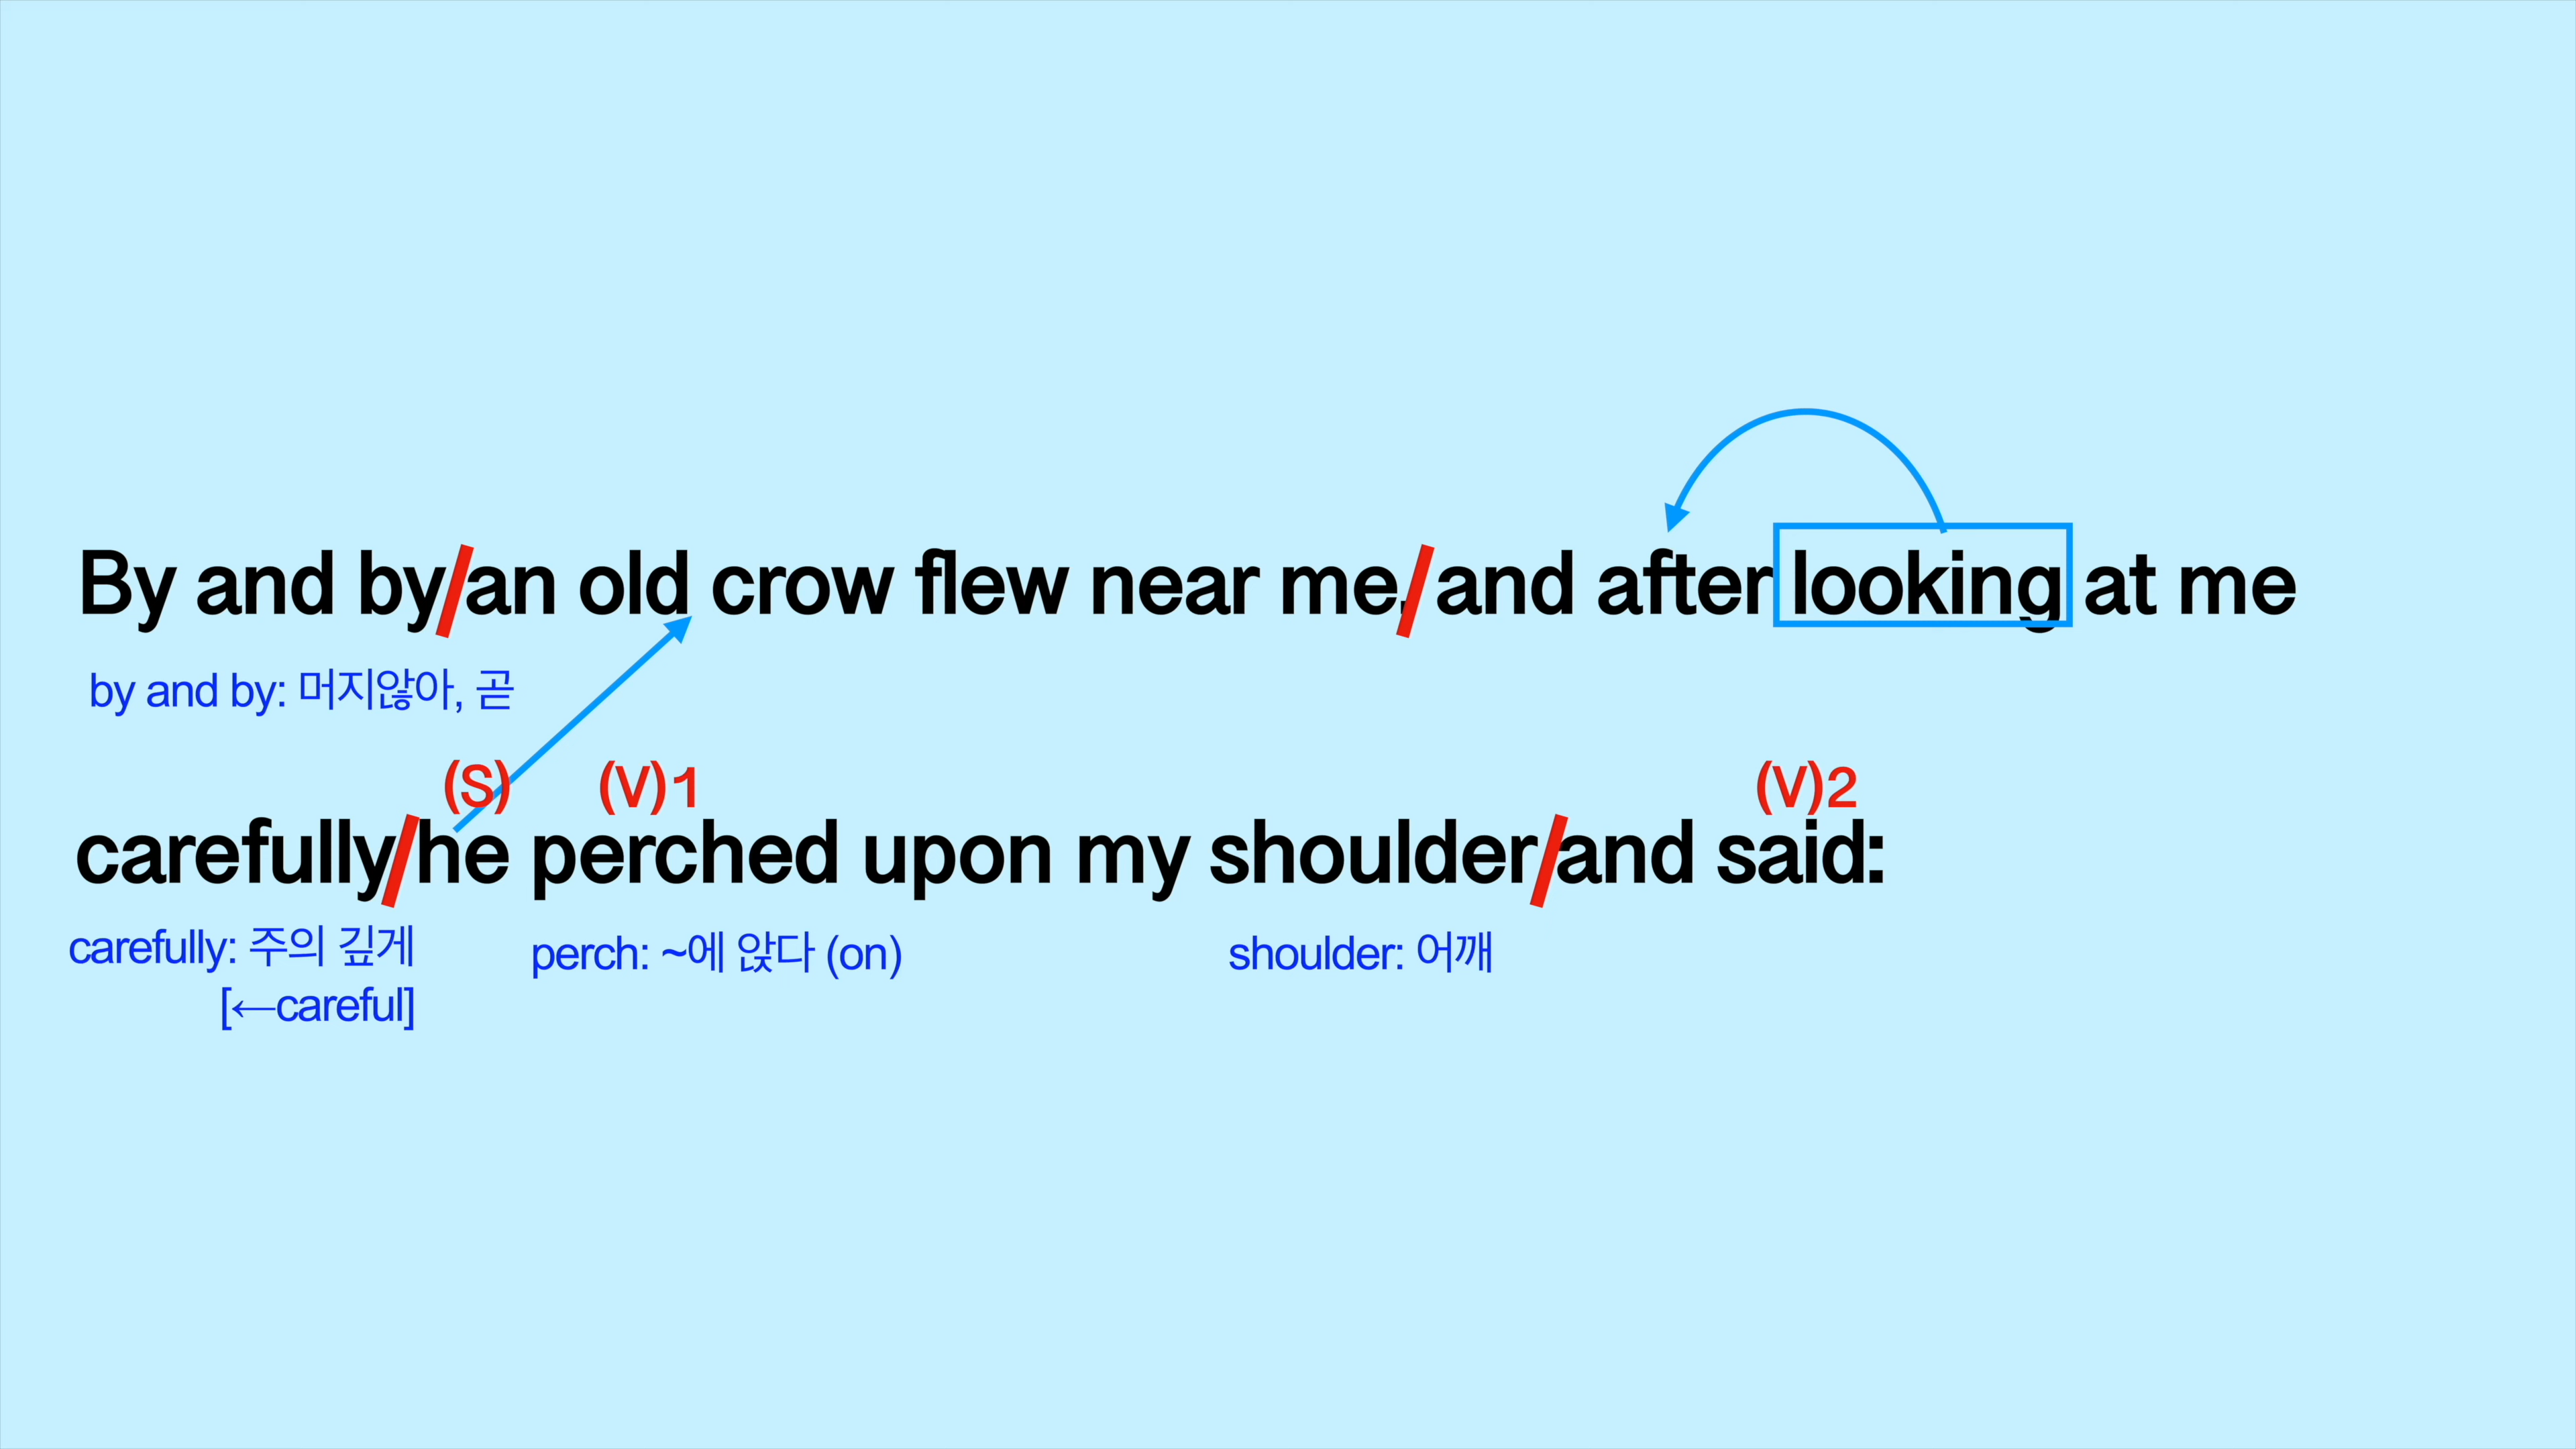 By and by/an old crow flew near me,/and after looking at me
by and by: 머지않아, 곧
(S) (V)1 (V)2
carefully/he perched upon my shoulder/and said:
carefully: 주의 깊게 perch: ~에 앉다 (on) shoulder: 어깨
[←careful]